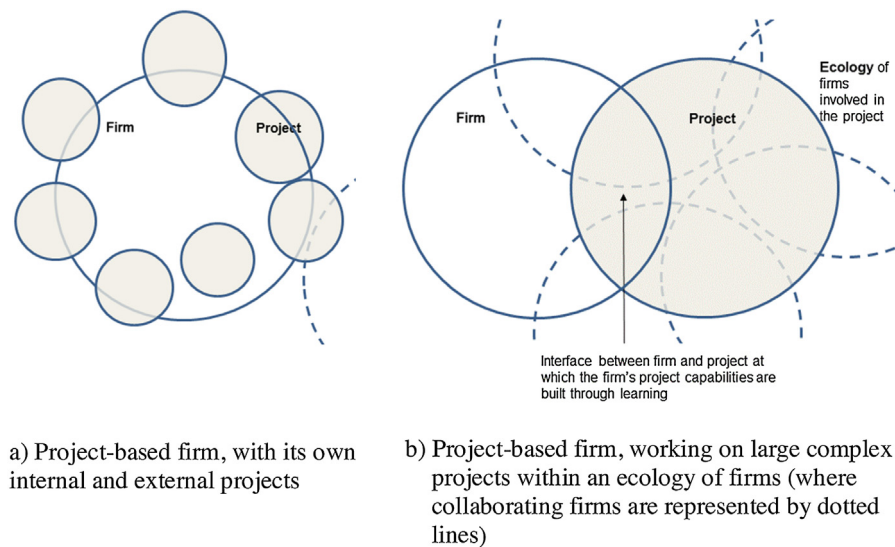 Firm
Project
Firm
Project
Ecology of
firms
involved in
the project
Interface between firm and project at
which the firm's project capabilities are
built through learning
a) Project-based firm, with its own
internal and external projects
b) Project-based firm, working on large complex
projects within an ecology of firms (where
collaborating firms are represented by dotted
lines)